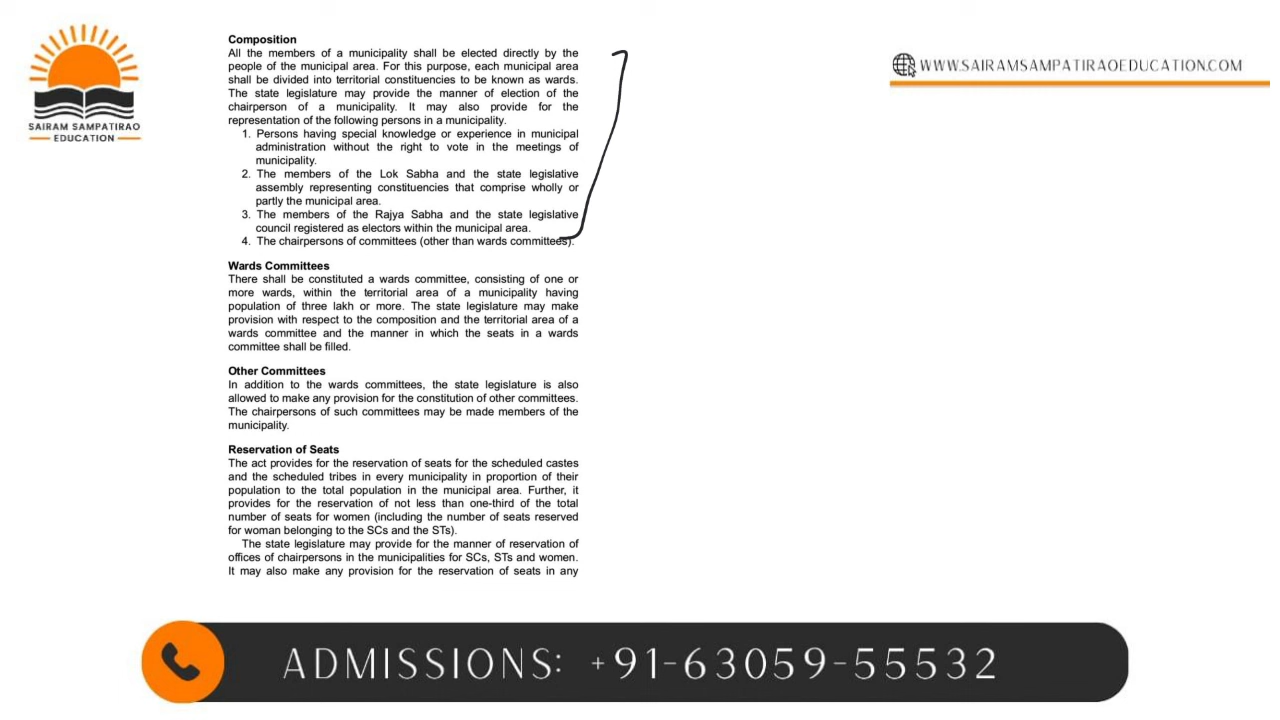 SAIRAM SAMPATIRAO
EDUCATION
WWW.SAIRAMSAMPATIRAOEDUCATION.COM
Composition
All the members of a municipality shall be elected directly by the
people of the municipal area. For this purpose, each municipal area
shall be divided into territorial constituencies to be known as wards.
The state legislature may provide the manner of election of the
chairperson of a municipality. It may also provide for the
representation of the following persons in a municipality.
1. Persons having special knowledge or experience in municipal
administration without the right to vote in the meetings of
municipality.
2. The members of the Lok Sabha and the state legislative
assembly representing constituencies that comprise wholly or
partly the municipal area.
3. The members of the Rajya Sabha and the state legislative
council registered as electors within the municipal area.
4. The chairpersons of committees (other than wards committees).
Wards Committees
There shall be constituted a wards committee, consisting of one or
more wards, within the territorial area of a municipality having
population of three lakh or more. The state legislature may make
provision with respect to the composition and the territorial area of a
wards committee and the manner in which the seats in a wards
committee shall be filled.
Other Committees
In addition to the wards committees, the state legislature is also
allowed to make any provision for the constitution of other committees.
The chairpersons of such committees may be made members of the
municipality.
Reservation of Seats
The act provides for the reservation of seats for the scheduled castes
and the scheduled tribes in every municipality in proportion of their
population to the total population in the municipal area. Further, it
provides for the reservation of not less than one-third of the total
number of seats for women (including the number of seats reserved
for woman belonging to the SCs and the STs).
The state legislature may provide for the manner of reservation of
offices of chairpersons in the municipalities for SCs, STs and women.
It may also make any provision for the reservation of seats in any
ADMISSIONS: +91-63059-55532